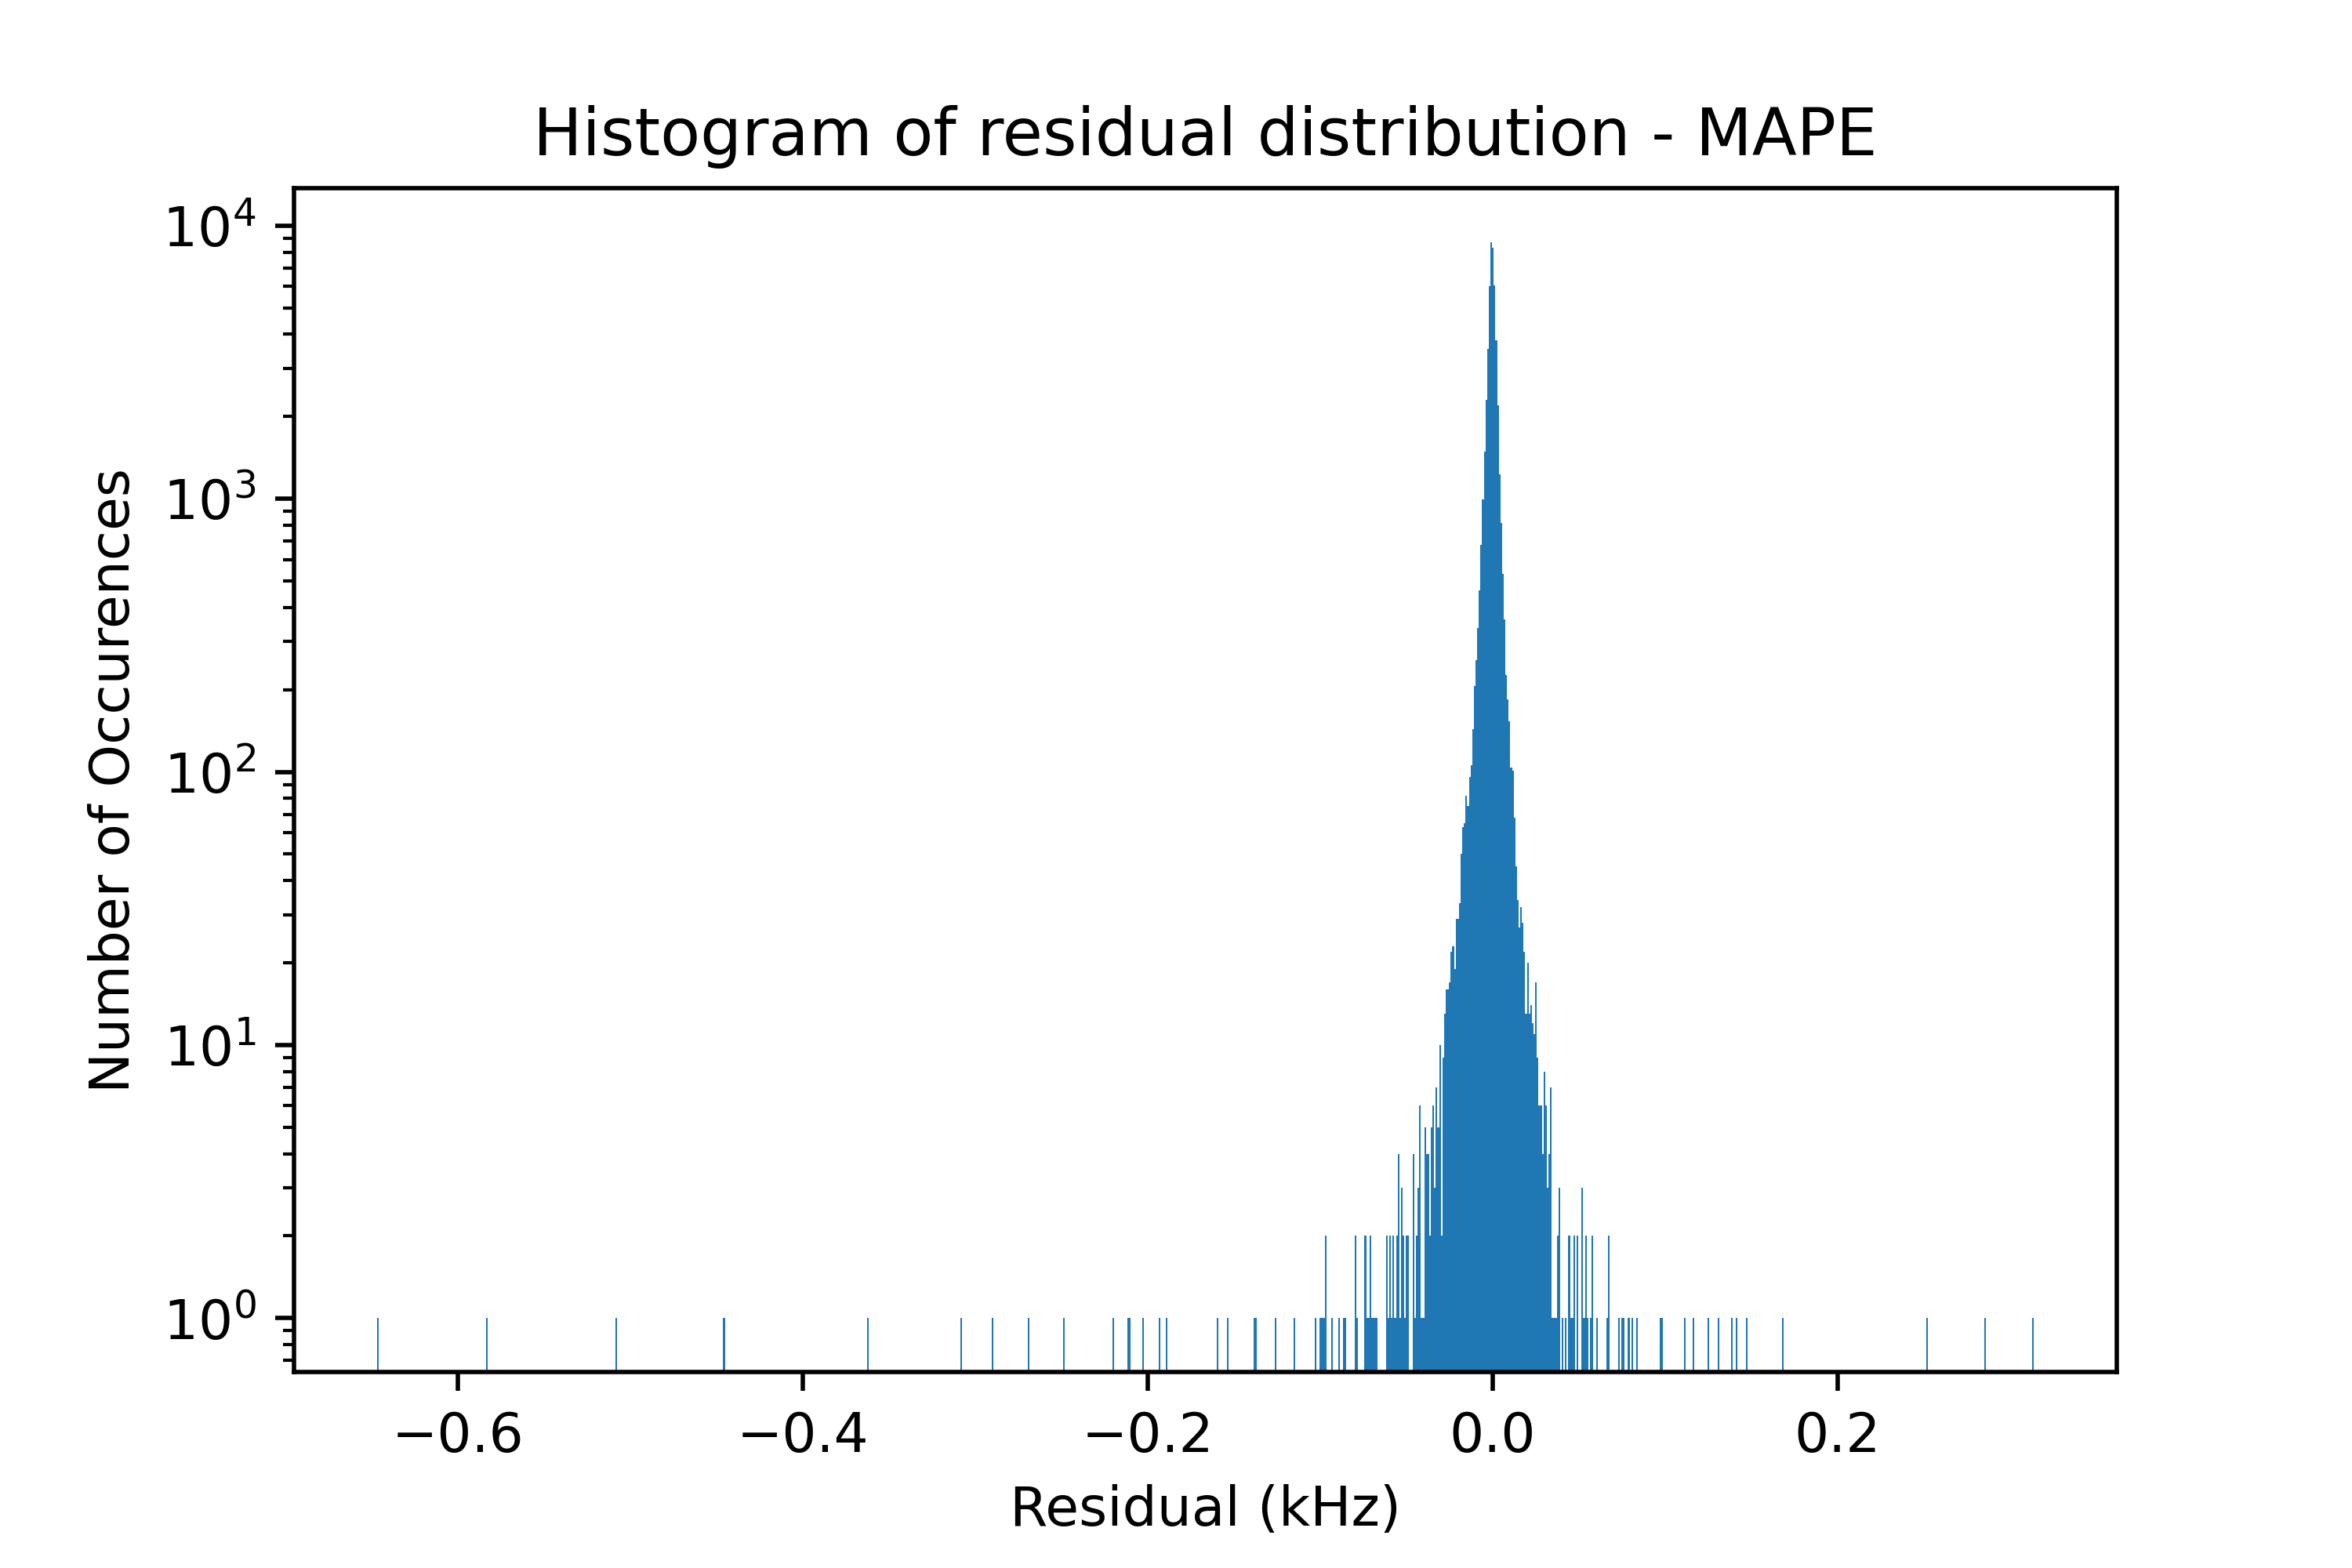 Histogram of residual distribution - MAPE
10⁴
10³
10²
10¹
10⁰
Number of Occurences
−0.6 −0.4 −0.2 0.0 0.2
Residual (kHz)